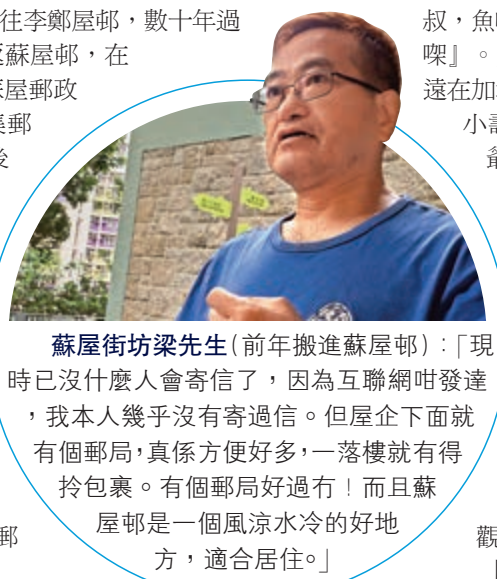 往李鄭屋邨，數十年過
蘇屋邨，在
屋郵政
郵
叔，魚
㗎』。
遠在加
小
蘇屋街坊梁先生(前年搬進蘇屋邨)：「現
時已沒什麼人會寄信了，因為互聯網咁發達
，我本人幾乎沒有寄過信。但屋企下面就
有個郵局，真係方便好多，一落樓就有得
拎包裹。有個郵局好過冇！而且蘇
屋邨是一個風涼水冷的好地
方，適合居住。」
郵
觀